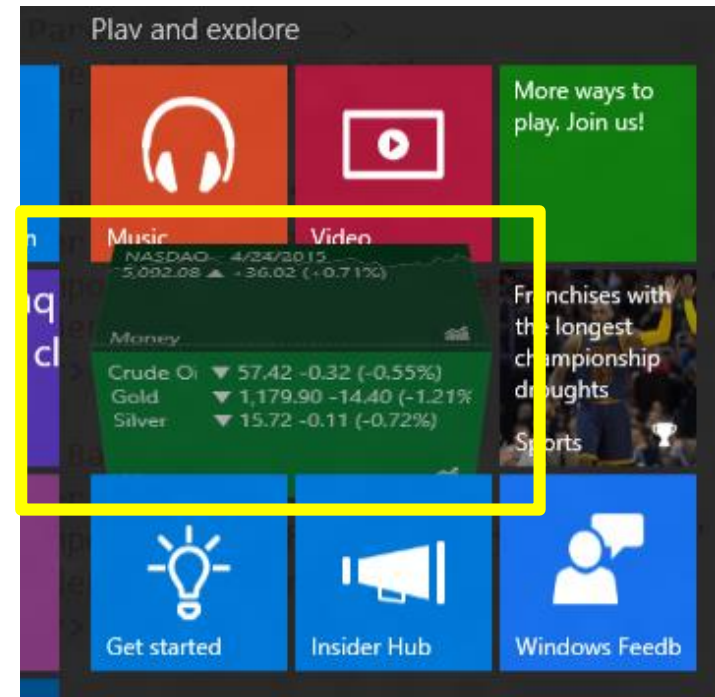 Play and explore
More ways to
play. Join us!
Music
Video
n
NASDAQ 4/24/2015
5,092.08 ▲ +36.02 (+0.71%)
Money
Crude Oi ▼ 57.42 -0.32 (-0.55%)
Gold ▼ 1,179.90 -14.40 (-1.21%
Silver ▼ 15.72 -0.11 (-0.72%)
q
cl
Franchises with
the longest
championship
droughts
Sports
Get started
Insider Hub
Windows Feedb